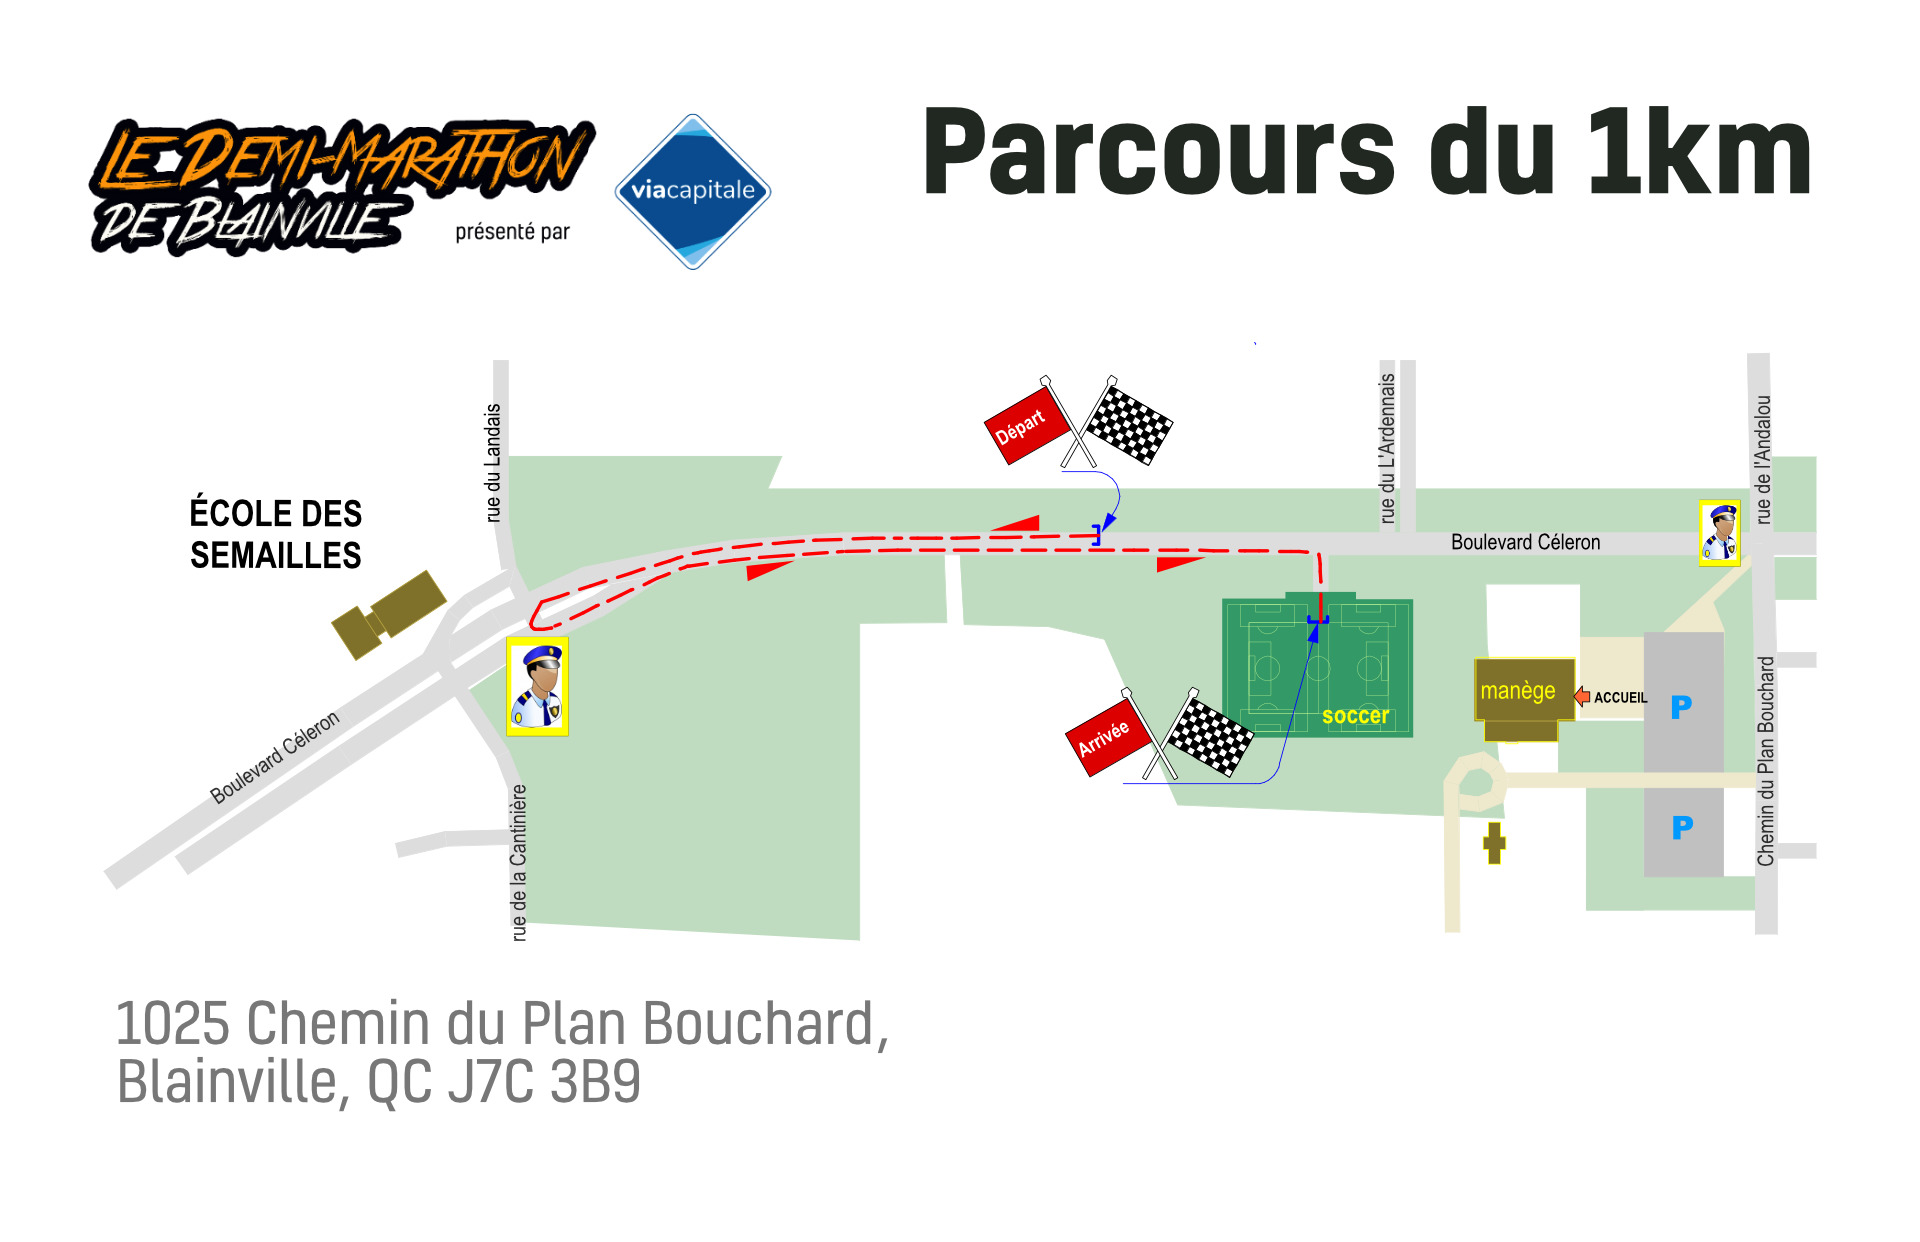 LE DEMI-MARATHON
DE BLAINVILLE
présenté par
viacapitale
Parcours du 1km
rue du Landais
Départ
rue du L'Ardennais
rue de l'Andalou
ÉCOLE DES
SEMAILLES
Boulevard Céleron
Boulevard Céleron
manège
ACCUEIL
P
soccer
Arrivée
Chemin du Plan Bouchard
P
rue de la Cantinière
1025 Chemin du Plan Bouchard,
Blainville, QC J7C 3B9